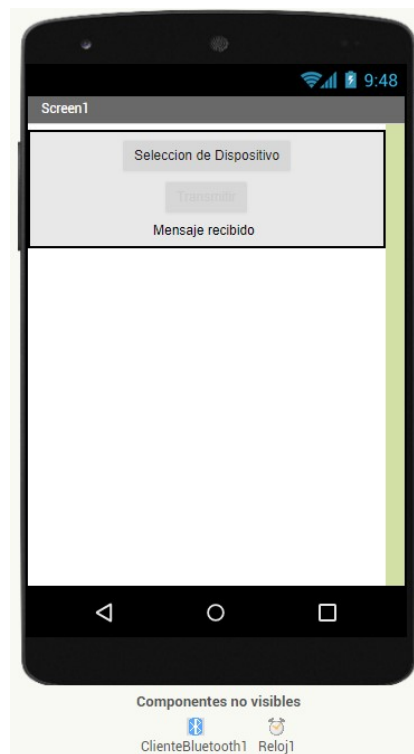 9:48
Screen1
Seleccion de Dispositivo
Transmitir
Mensaje recibido
Componentes no visibles
ClienteBluetooth1 Reloj1